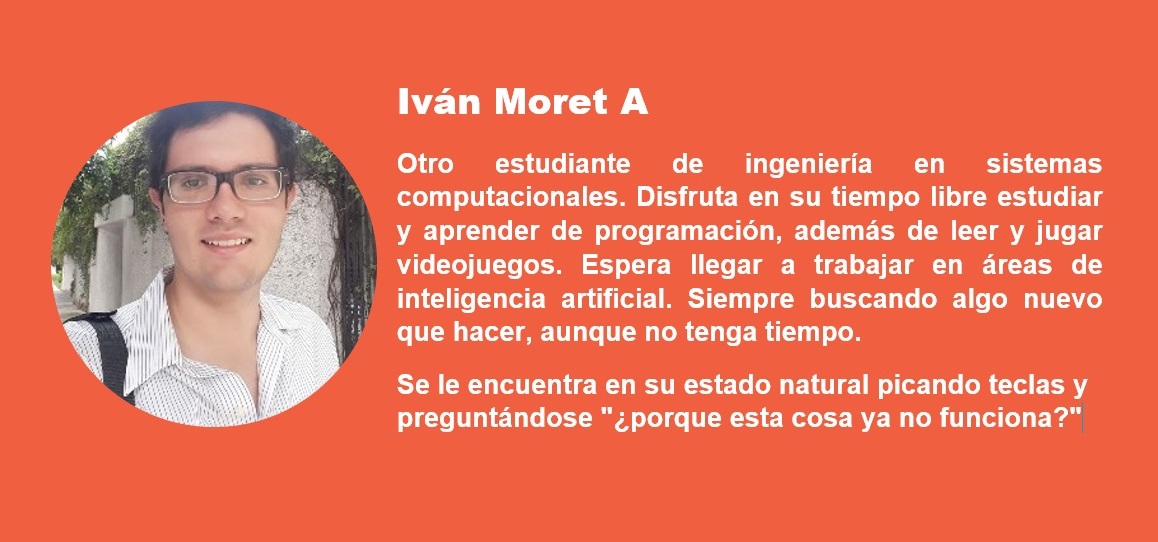 Iván Moret A
Otro estudiante de ingeniería en sistemas
computacionales. Disfruta en su tiempo libre estudiar
y aprender de programación, además de leer y jugar
videojuegos. Espera llegar a trabajar en áreas de
inteligencia artificial. Siempre buscando algo nuevo
que hacer, aunque no tenga tiempo.
Se le encuentra en su estado natural picando teclas y
preguntándose "¿porque esta cosa ya no funciona?"